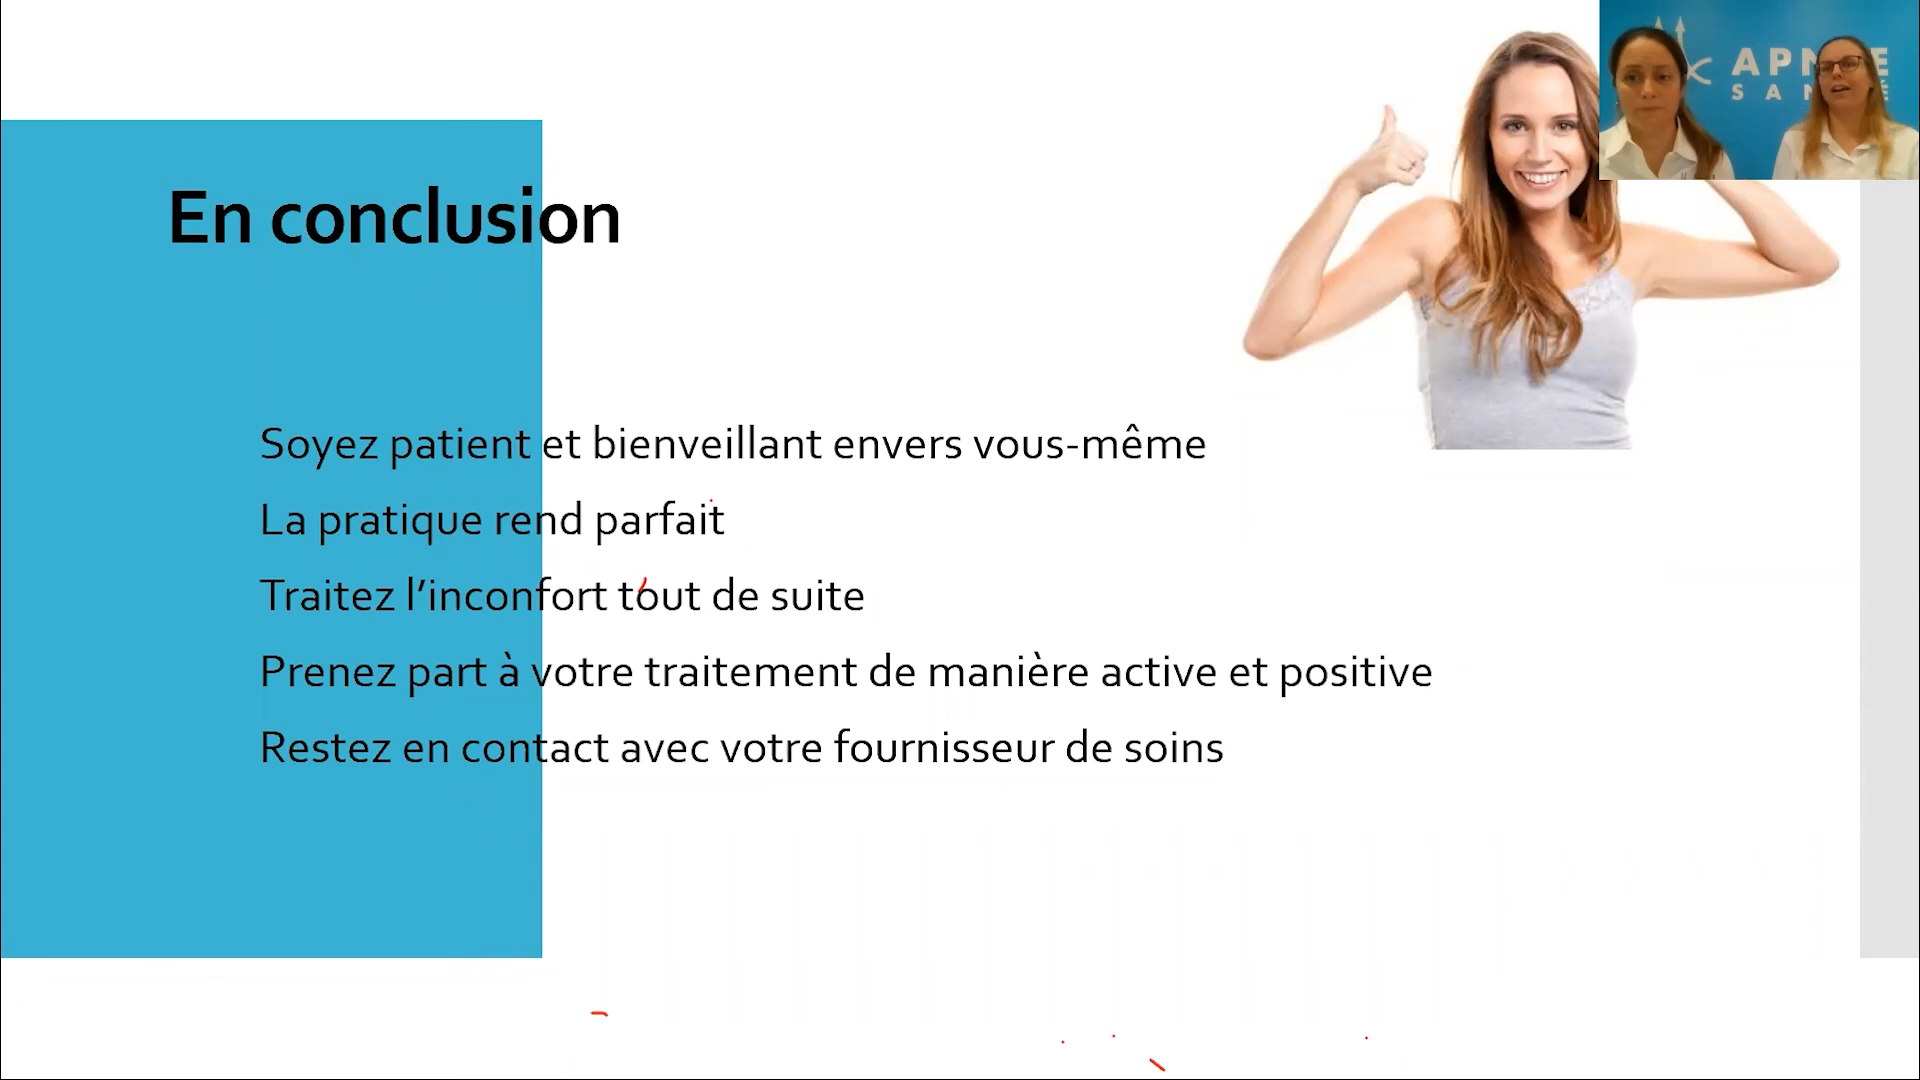 En conclusion
Soyez patient et bienveillant envers vous-même
La pratique rend parfait
Traitez l’inconfort tout de suite
Prenez part à votre traitement de manière active et positive
Restez en contact avec votre fournisseur de soins